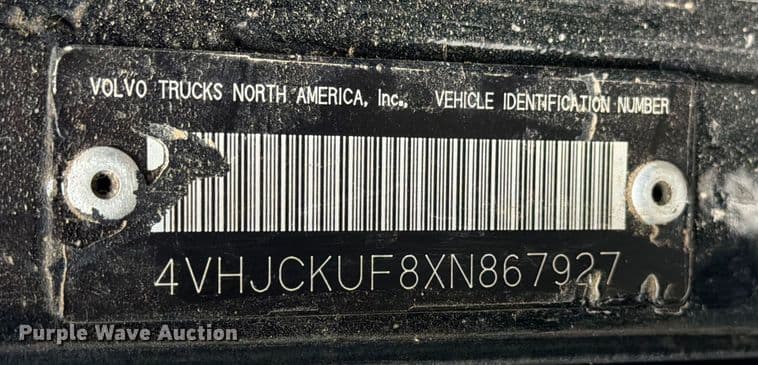 VOLVO TRUCKS NORTH AMERICA, Inc., VEHICLE IDENTIFICATION NUMBER
4VHJCKUF8XN867927
Purple Wave Auction